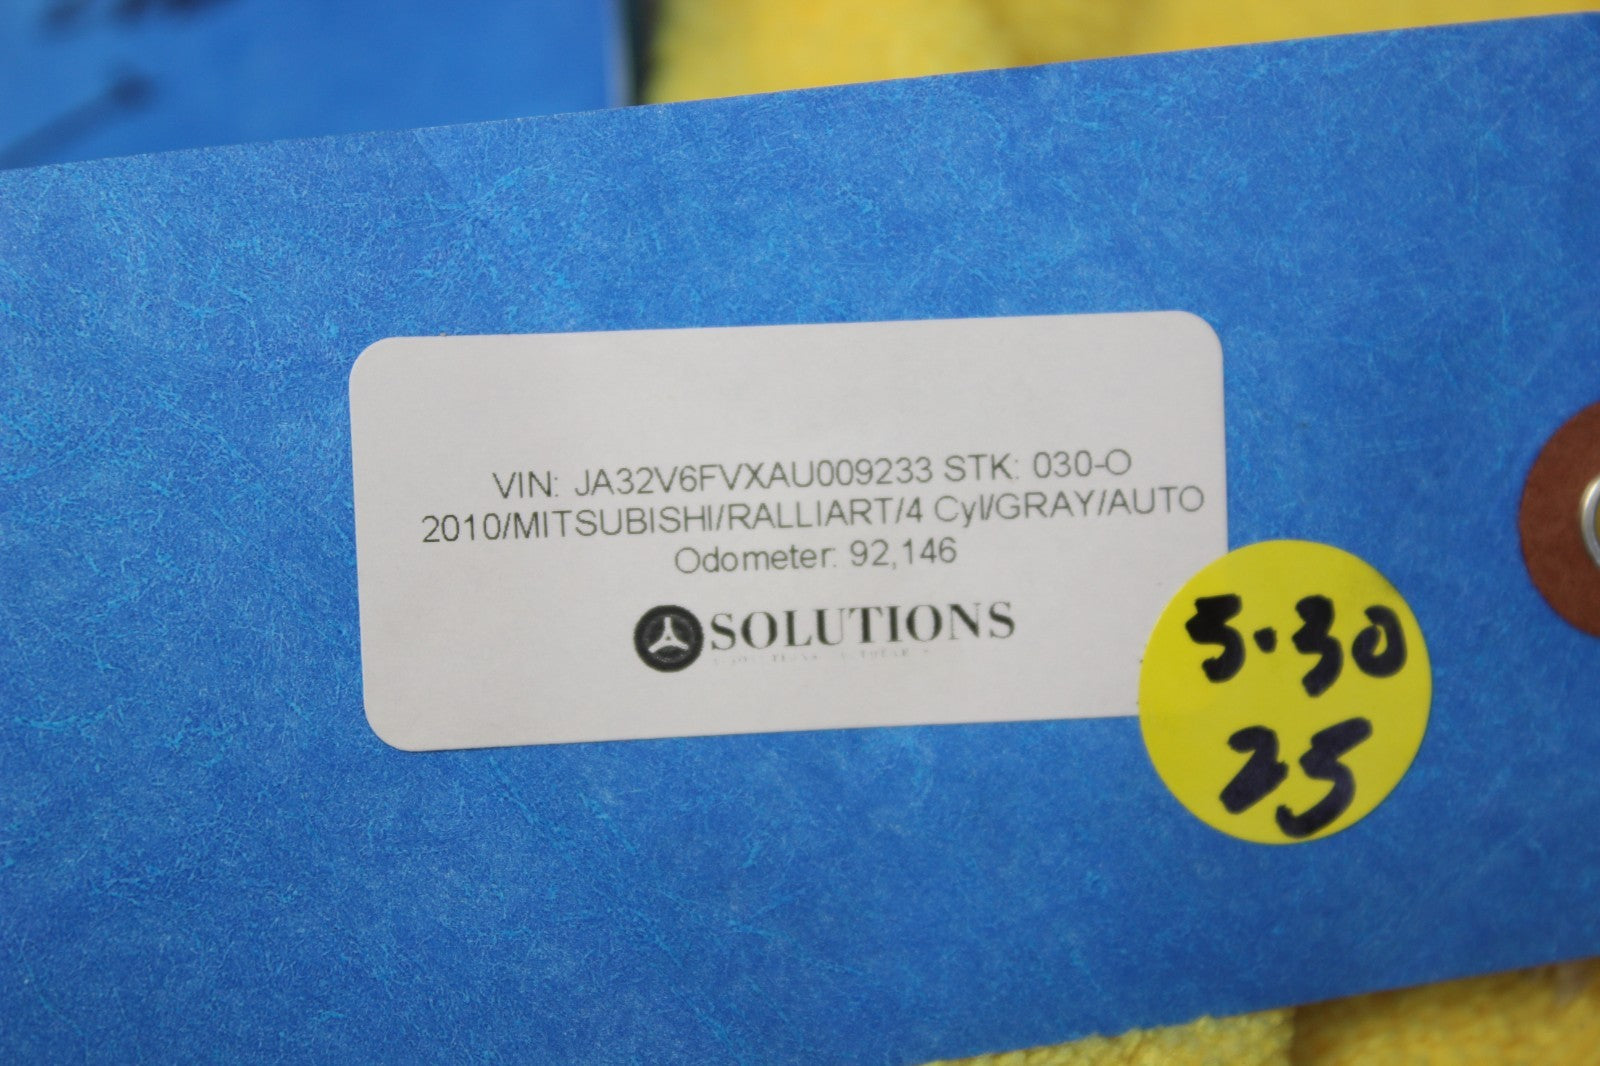 VIN: JA32V6FVXAU009233 STK: 030-O
2010/MITSUBISHI/RALLIART/4 Cyl/GRAY/AUTO
Odometer: 92,146
SOLUTIONS
5.30
25